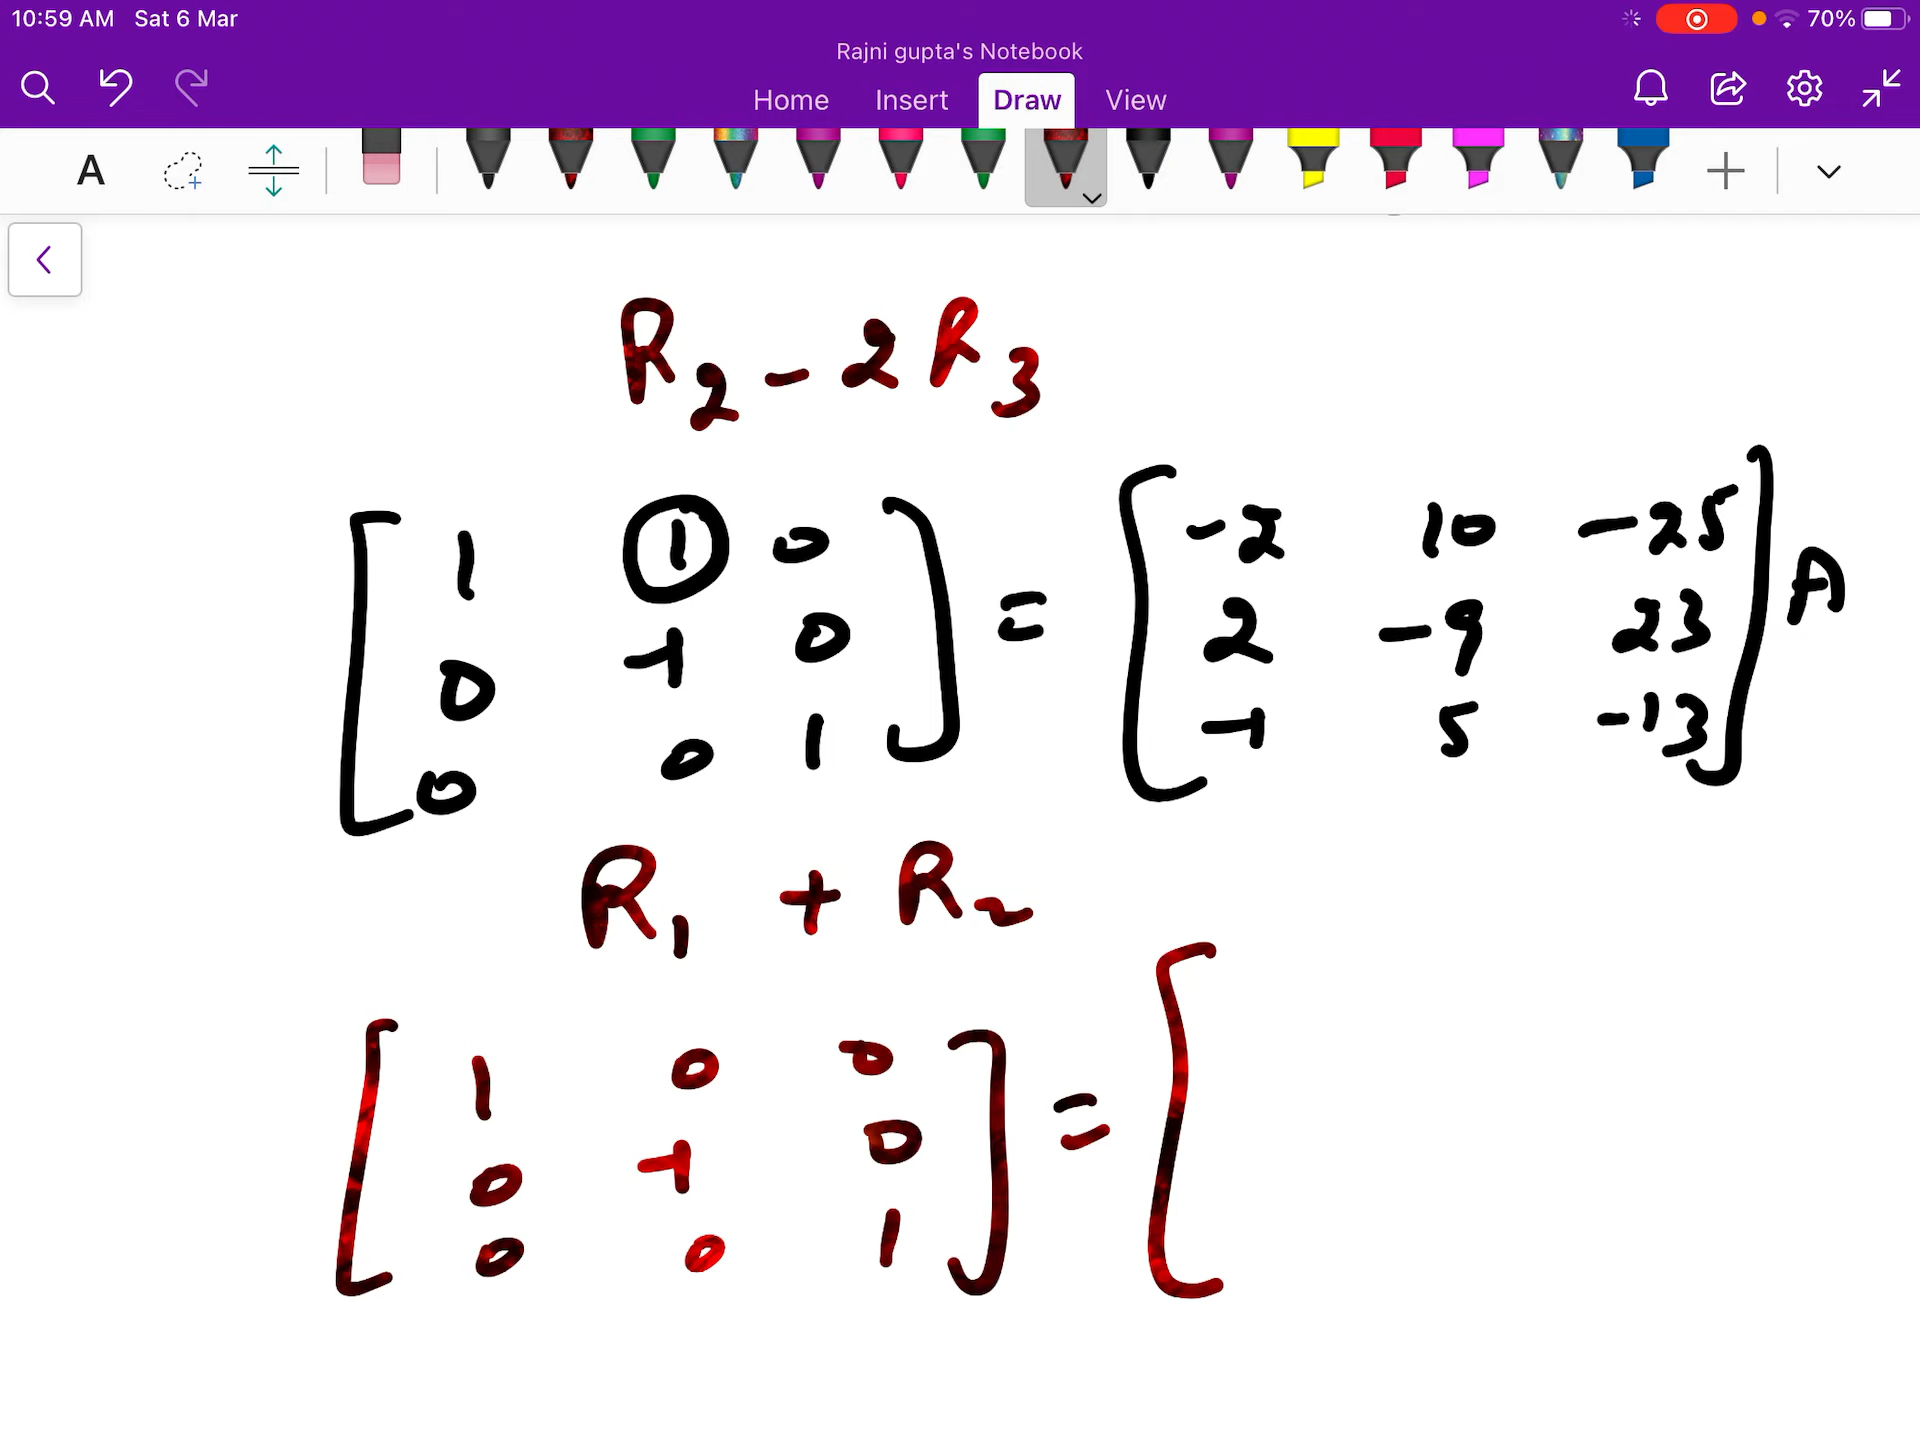 10:59 AM Sat 6 Mar 70%
Rajni gupta's Notebook
Home Insert Draw View
A
R₂ - 2R₃
[1 1 0] = [-2 10 -25] A
[0 -1 0] [2 -9 23]
[0 0 1] [-1 5 -13]
R₁ + R₂
[1 0 0] = [
[0 -1 0]
[0 0 1]